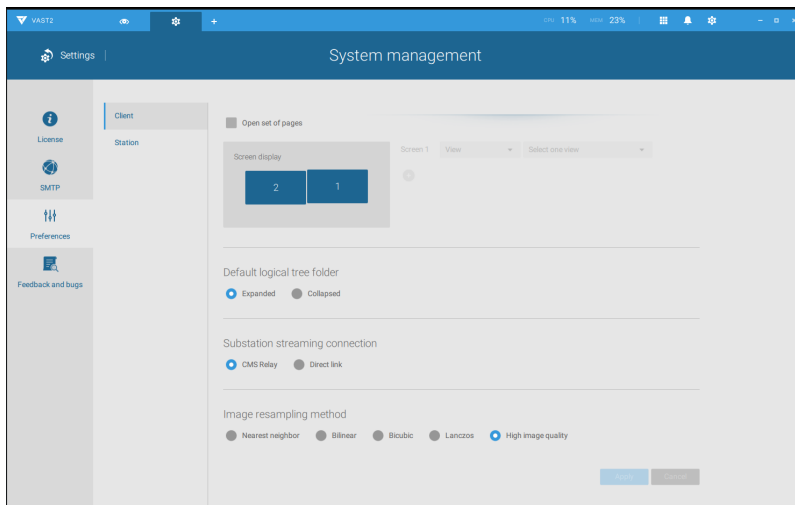 VAST2
+
CPU 11% MEM 23%
Settings
System management
License
SMTP
Preferences
Feedback and bugs
Client
Station
Open set of pages
Screen display
2 1
Screen 1 View Select one view
Default logical tree folder
Expanded Collapsed
Substation streaming connection
CMS Relay Direct link
Image resampling method
Nearest neighbor Bilinear Bicubic Lanczos High image quality
Apply Cancel